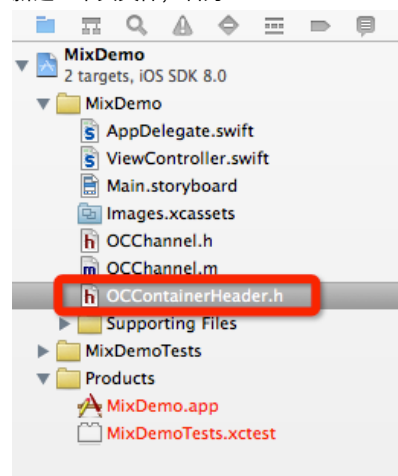 MixDemo
2 targets, iOS SDK 8.0
MixDemo
AppDelegate.swift
ViewController.swift
Main.storyboard
Images.xcassets
OCChannel.h
OCChannel.m
OCContainerHeader.h
Supporting Files
MixDemoTests
Products
MixDemo.app
MixDemoTests.xctest